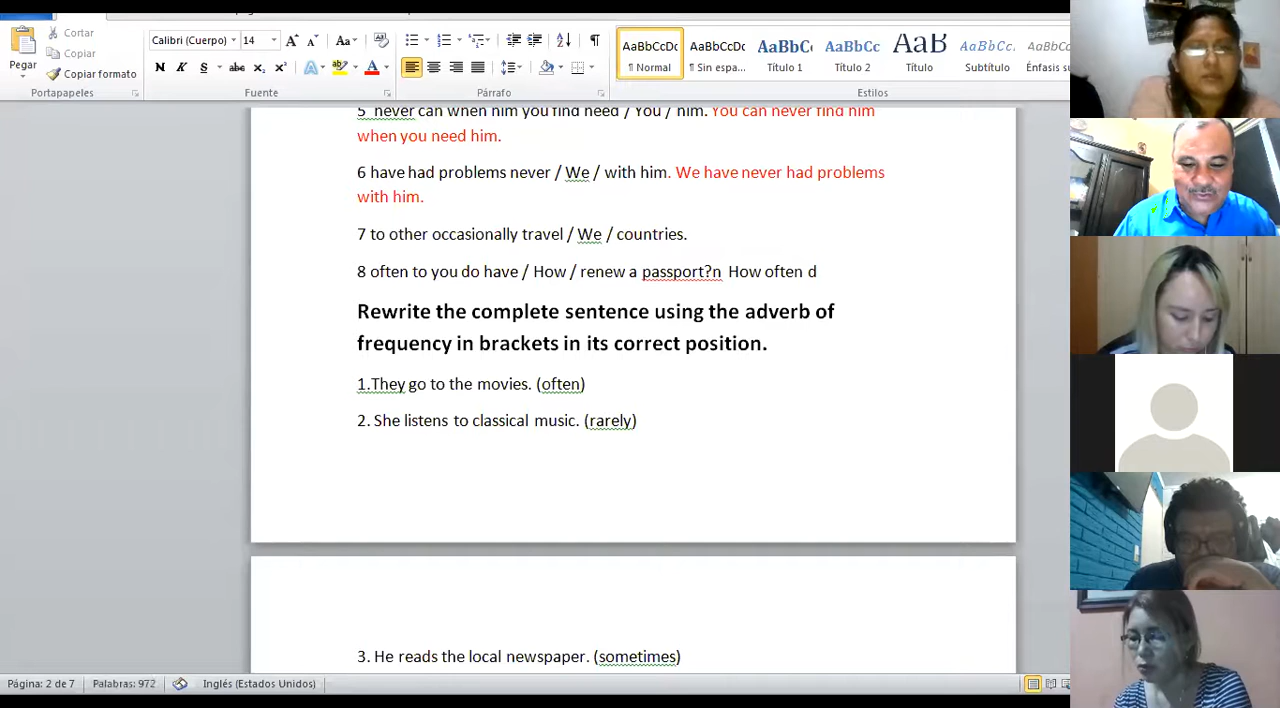 Cortar
Calibri (Cuerpo) 14
Copiar
Pegar
Copiar formato
Portapapeles
Fuente
Párrafo
AaBbCcDc AaBbCcDc AaBbC AaBbCc AaB AaBbCc. AaBbCcDc
¶ Normal ¶ Sin espa... Título 1 Título 2 Título Subtítulo Énfasis su
Estilos
5 never can when him you find need / You / him. You can never find him
when you need him.
6 have had problems never / We / with him. We have never had problems
with him.
7 to other occasionally travel / We / countries.
8 often to you do have / How / renew a passport?n How often d
Rewrite the complete sentence using the adverb of
frequency in brackets in its correct position.
1.They go to the movies. (often)
2. She listens to classical music. (rarely)
3. He reads the local newspaper. (sometimes)
Página: 2 de 7 Palabras: 972 Inglés (Estados Unidos)